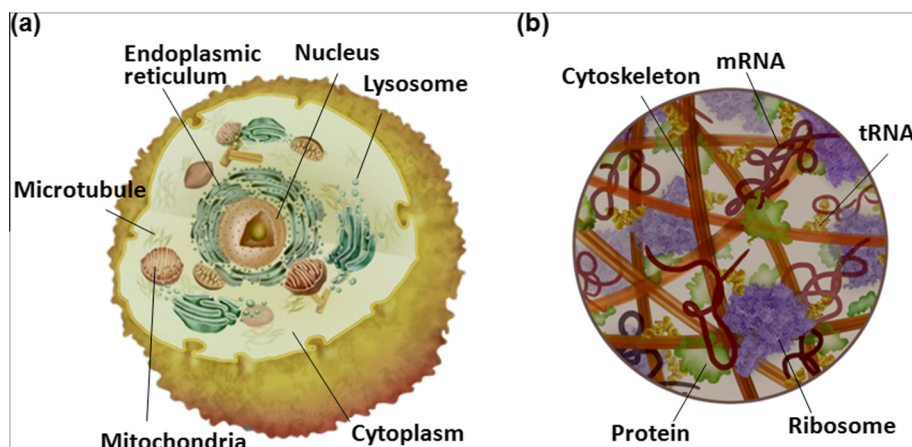 (a)
Endoplasmic
reticulum
Nucleus
Lysosome
Microtubule
Mitochondria
Cytoplasm
(b)
Cytoskeleton
mRNA
tRNA
Protein
Ribosome